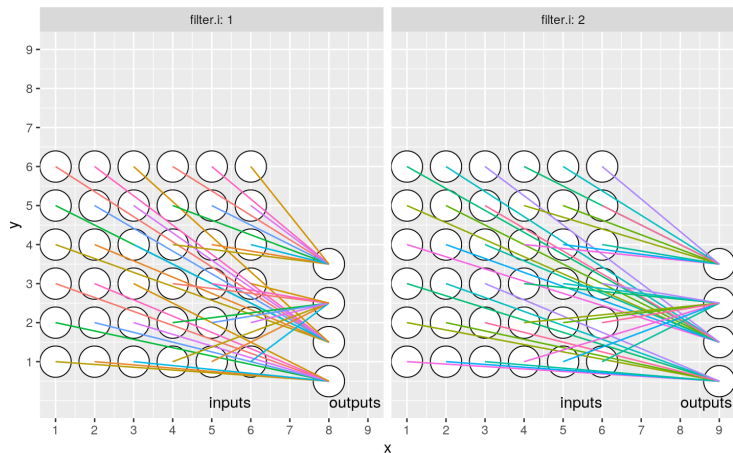 filter.i: 1 filter.i: 2
9
8
7
6
5
4
3
2
1
y
inputs outputs inputs outputs
1 2 3 4 5 6 7 8 9 1 2 3 4 5 6 7 8 9
x